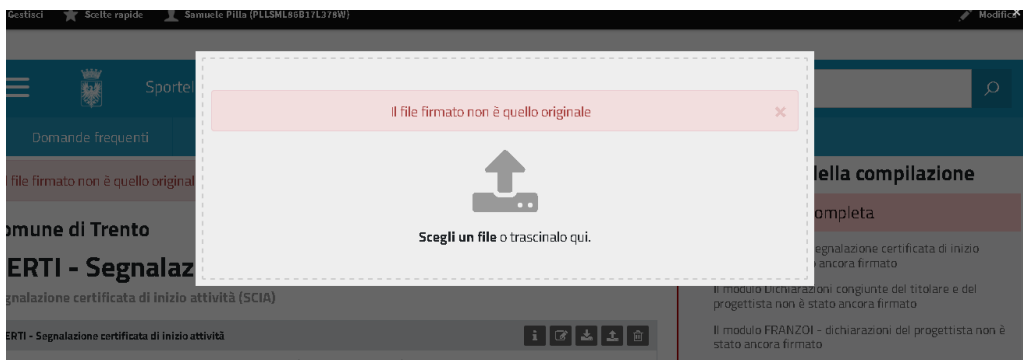 Gestisci Scelte rapide Samuele Pilla (PLLSML86B17L378W) Modifica
Sportel
Il file firmato non è quello originale
Domande frequenti
file firmato non è quello original
Scegli un file o trascinalo qui.
ella compilazione
ompleta
omune di Trento
ERTI - Segnalaz
egnalazione certificata di inizio
ancora firmato
gnalazione certificata di inizio attività (SCIA)
Il modulo Dichiarazioni congiunte del titolare e del
progettista non è stato ancora firmato
ERTI - Segnalazione certificata di inizio attività
Il modulo FRANZOI - dichiarazioni del progettista non è
stato ancora firmato